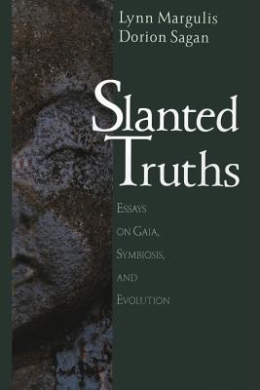 Lynn Margulis
Dorion Sagan
Slanted
Truths
ESSAYS
ON GAIA,
SYMBIOSIS,
AND
EVOLUTION